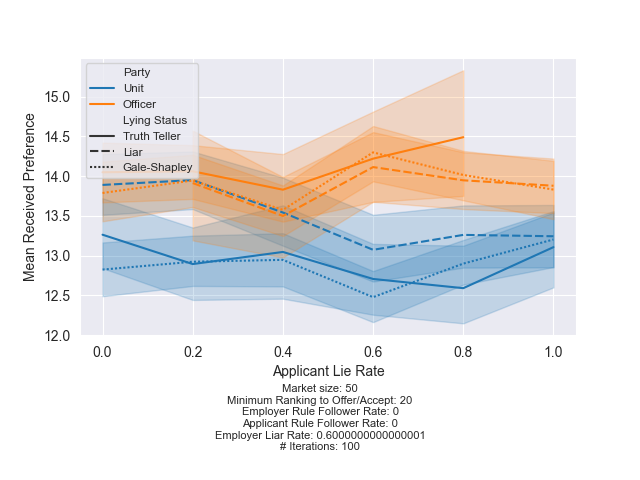 Party
Unit
Officer
Lying Status
Truth Teller
Liar
Gale-Shapley
Mean Received Preference
15.0
14.5
14.0
13.5
13.0
12.5
12.0
0.0 0.2 0.4 0.6 0.8 1.0
Applicant Lie Rate
Market size: 50
Minimum Ranking to Offer/Accept: 20
Employer Rule Follower Rate: 0
Applicant Rule Follower Rate: 0
Employer Liar Rate: 0.6000000000000001
# Iterations: 100